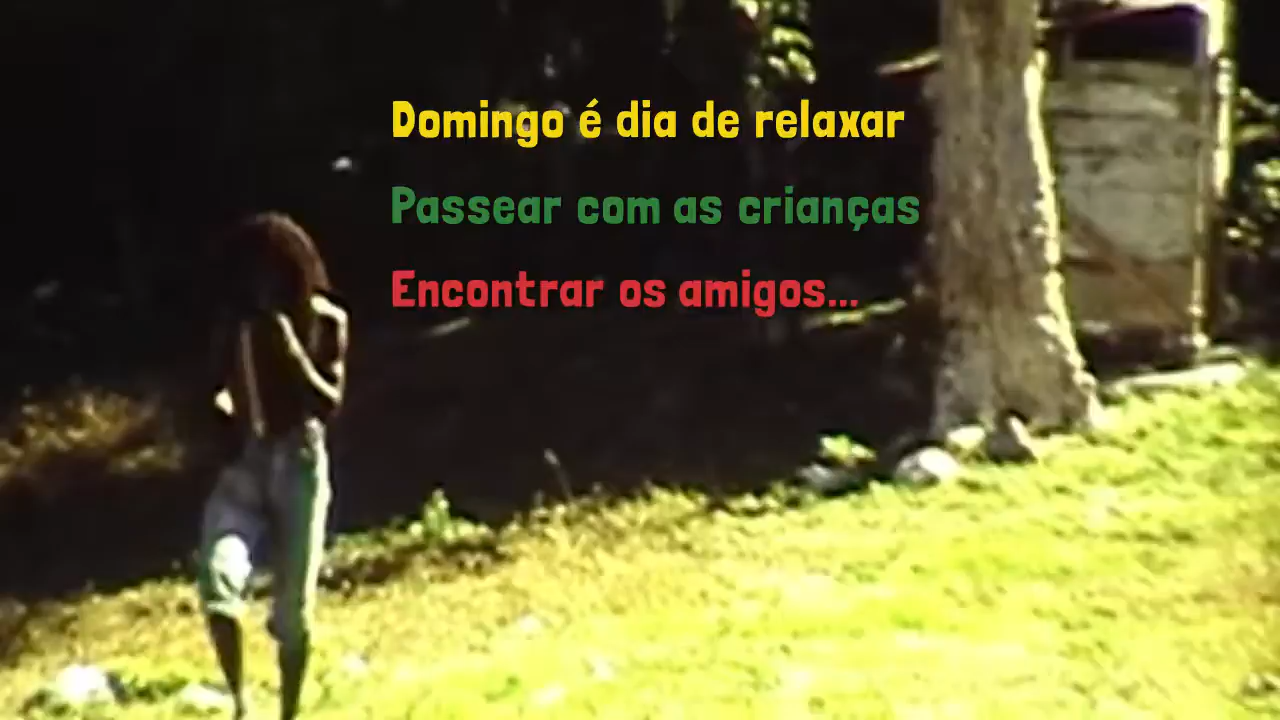 Domingo é dia de relaxar
Passear com as crianças
Encontrar os amigos...